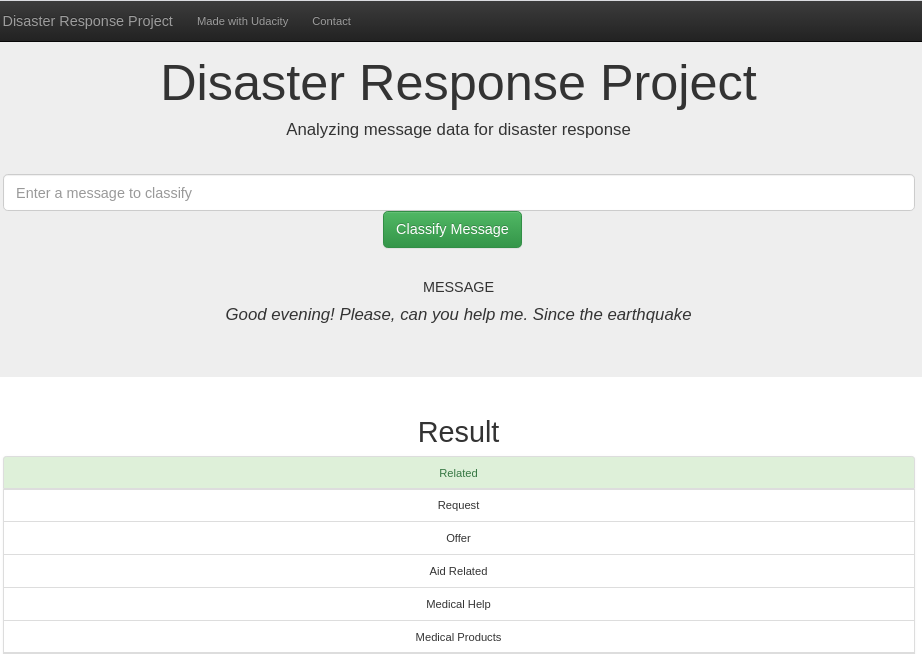 Disaster Response Project Made with Udacity Contact
Disaster Response Project
Analyzing message data for disaster response
Enter a message to classify
Classify Message
MESSAGE
Good evening! Please, can you help me. Since the earthquake
Result
Related
Request
Offer
Aid Related
Medical Help
Medical Products